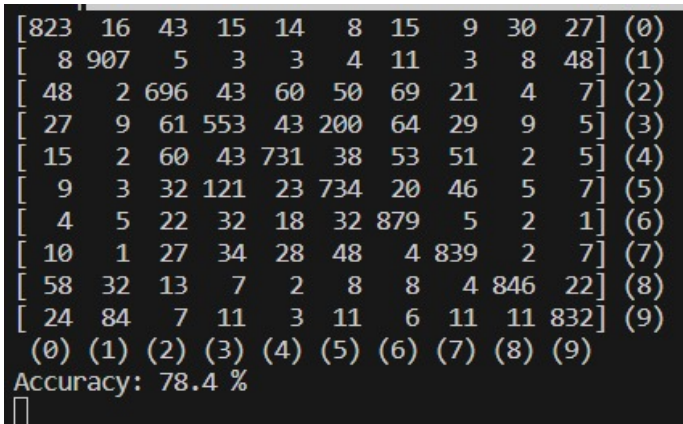 [823 16 43 15 14 8 15 9 30 27] (0)
[ 8 907 5 3 3 4 11 3 8 48] (1)
[ 48 2 696 43 60 50 69 21 4 7] (2)
[ 27 9 61 553 43 200 64 29 9 5] (3)
[ 15 2 60 43 731 38 53 51 2 5] (4)
[ 9 3 32 121 23 734 20 46 5 7] (5)
[ 4 5 22 32 18 32 879 5 2 1] (6)
[ 10 1 27 34 28 48 4 839 2 7] (7)
[ 58 32 13 7 2 8 8 4 846 22] (8)
[ 24 84 7 11 3 11 6 11 11 832] (9)
(0) (1) (2) (3) (4) (5) (6) (7) (8) (9)
Accuracy: 78.4 %